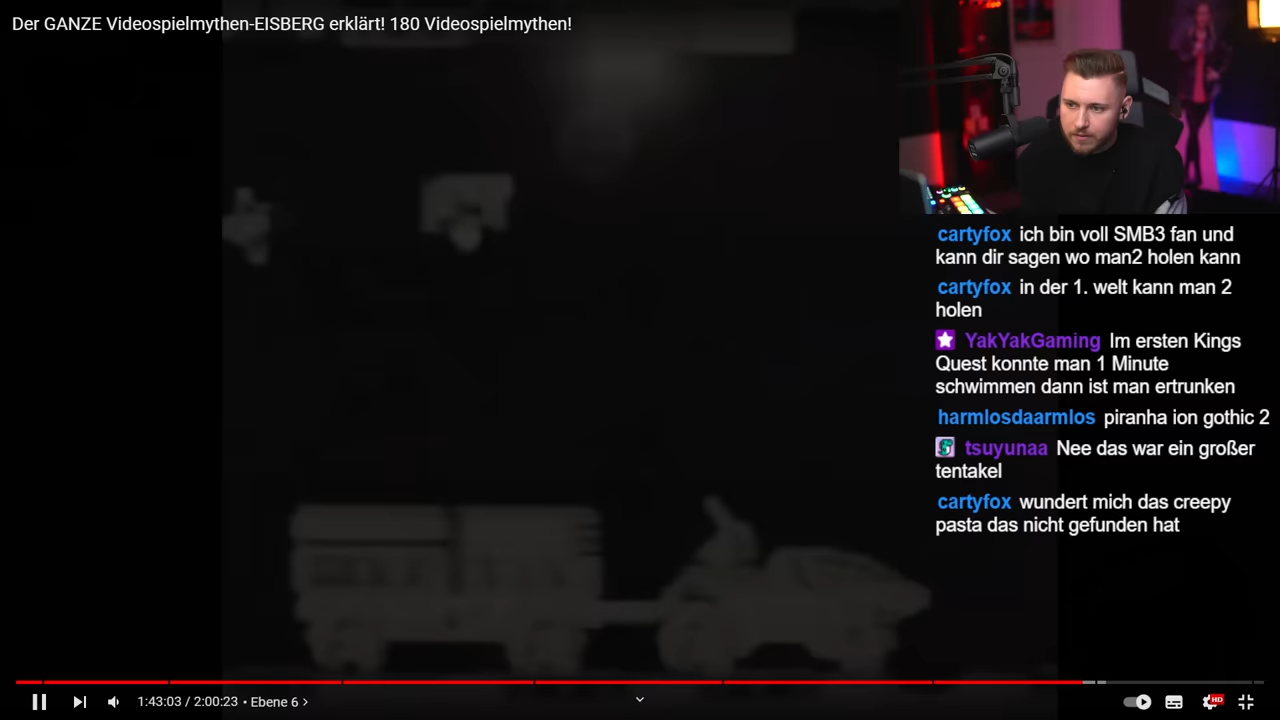 Der GANZE Videospielmythen-EISBERG erklärt! 180 Videospielmythen!
cartyfox ich bin voll SMB3 fan und
kann dir sagen wo man2 holen kann
cartyfox in der 1. welt kann man 2
holen
YakYakGaming Im ersten Kings
Quest konnte man 1 Minute
schwimmen dann ist man ertrunken
harmlosdaarmlos piranha ion gothic 2
tsuyunaa Nee das war ein großer
tentakel
cartyfox wundert mich das creepy
pasta das nicht gefunden hat
1:43:03 / 2:00:23 • Ebene 6 ›
HD